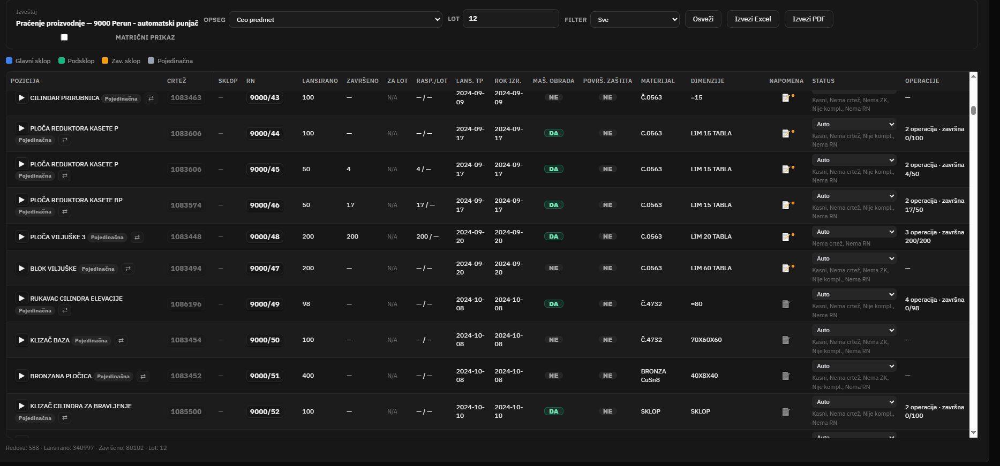 Izveštaj
Praćenje proizvodnje — 9000 Perun - automatski punjač
OPSEG Ceo predmet LOT 12 FILTER Sve Osveži Izvezi Excel Izvezi PDF
MATRIČNI PRIKAZ
Glavni sklop Podsklop Zav. sklop Pojedinačna
POZICIJA CRTEŽ SKLOP RN LANSIRANO ZAVRŠENO ZA LOT RASP./LOT LANS. TP ROK IZR. MAŠ. OBRADA POVRŠ. ZAŠTITA MATERIJAL DIMENZIJE NAPOMENA STATUS OPERACIJE
CILINDAR PRIRUBNICA Pojedinačna ⇄ 1083463 — 9000/43 100 — N/A — / — 2024-09-09 2024-09-09 NE NE Č.0563 =15 Kasni, Nema crtež, Nema ZK, Nije kompl., Nema RN —
PLOČA REDUKTORA KASETE P Pojedinačna ⇄ 1083606 — 9000/44 100 — N/A — / — 2024-09-17 2024-09-17 DA NE C.0563 LIM 15 TABLA Auto Kasni, Nema crtež, Nije kompl., Nema RN 2 operacija · završna 0/100
PLOČA REDUKTORA KASETE P Pojedinačna ⇄ 1083606 — 9000/45 50 4 N/A 4 / — 2024-09-17 2024-09-17 DA NE C.0563 LIM 15 TABLA Auto Kasni, Nema crtež, Nije kompl., Nema RN 2 operacija · završna 4/50
PLOČA REDUKTORA KASETE BP Pojedinačna ⇄ 1083574 — 9000/46 50 17 N/A 17 / — 2024-09-17 2024-09-17 DA NE C.0563 LIM 15 TABLA Auto Kasni, Nema crtež, Nije kompl., Nema RN 2 operacija · završna 17/50
PLOČA VILJUŠKE 3 Pojedinačna ⇄ 1083448 — 9000/48 200 200 N/A 200 / — 2024-09-20 2024-09-20 DA NE C.0563 LIM 20 TABLA Auto Nema crtež, Nema RN 3 operacija · završna 200/200
BLOK VILJUŠKE Pojedinačna ⇄ 1083494 — 9000/47 200 — N/A — / — 2024-09-20 2024-09-20 NE NE C.0563 LIM 60 TABLA Auto Kasni, Nema crtež, Nema ZK, Nije kompl., Nema RN —
RUKAVAC CILINDRA ELEVACIJE Pojedinačna ⇄ 1086196 — 9000/49 98 — N/A — / — 2024-10-08 2024-10-08 DA NE Č.4732 =80 Auto Kasni, Nema crtež, Nije kompl., Nema RN 4 operacija · završna 0/98
KLIZAČ BAZA Pojedinačna ⇄ 1083454 — 9000/50 100 — N/A — / — 2024-10-08 2024-10-08 NE NE Č.4732 70X60X60 Auto Kasni, Nema crtež, Nema ZK, Nije kompl., Nema RN —
BRONZANA PLOČICA Pojedinačna ⇄ 1083452 — 9000/51 400 — N/A — / — 2024-10-08 2024-10-08 NE NE BRONZA CuSn8 40X8X40 Auto Kasni, Nema crtež, Nema ZK, Nije kompl., Nema RN —
KLIZAČ CILINDRA ZA BRAVLJENJE Pojedinačna ⇄ 1085500 — 9000/52 100 — N/A — / — 2024-10-10 2024-10-10 DA NE SKLOP SKLOP Auto Kasni, Nema crtež, Nije kompl., Nema RN 2 operacija · završna 0/100
Auto
Redova: 588 · Lansirano: 340997 · Završeno: 80102 · Lot: 12